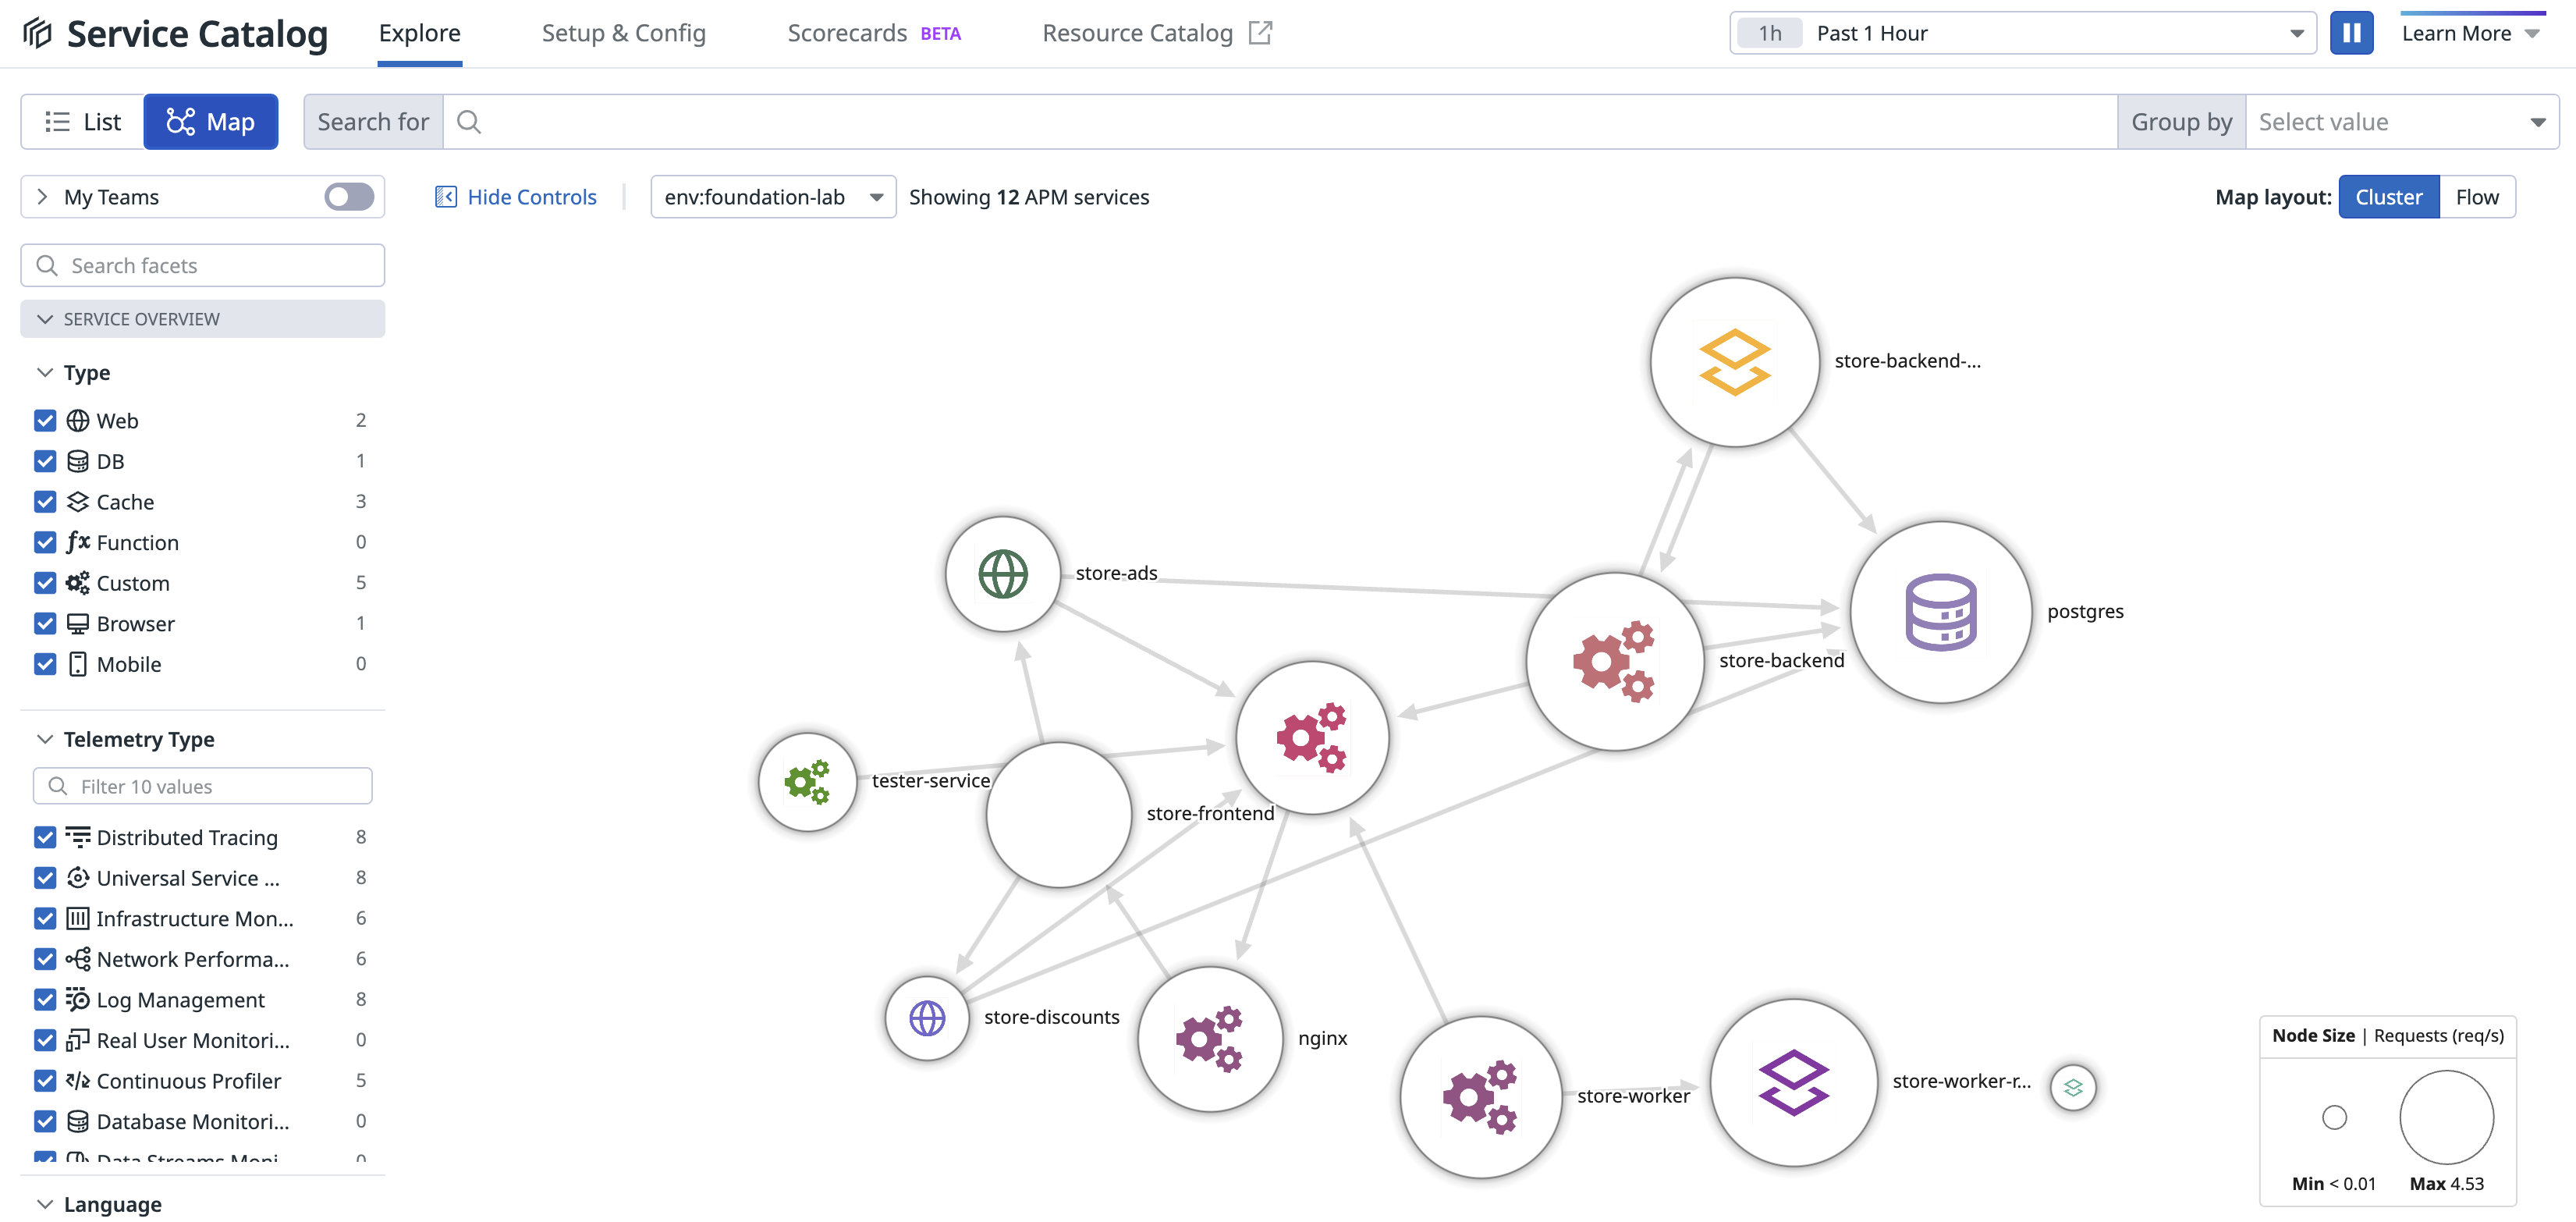 Service Catalog
Explore
Setup & Config
Scorecards BETA
Resource Catalog
1h Past 1 Hour
Learn More
List
Map
Search for
Group by
Select value
My Teams
Hide Controls
env:foundation-lab
Showing 12 APM services
Map layout:
Cluster
Flow
Search facets
SERVICE OVERVIEW
Type
Web 2
DB 1
Cache 3
Function 0
Custom 5
Browser 1
Mobile 0
Telemetry Type
Filter 10 values
Distributed Tracing 8
Universal Service ... 8
Infrastructure Mon... 6
Network Performa... 6
Log Management 8
Real User Monitori... 0
Continuous Profiler 5
Database Monitori... 0
Data Streams Moni... 0
Language
store-backend-...
store-ads
postgres
store-backend
tester-service
store-frontend
store-discounts
nginx
store-worker
store-worker-r...
Node Size | Requests (req/s)
Min < 0.01
Max 4.53